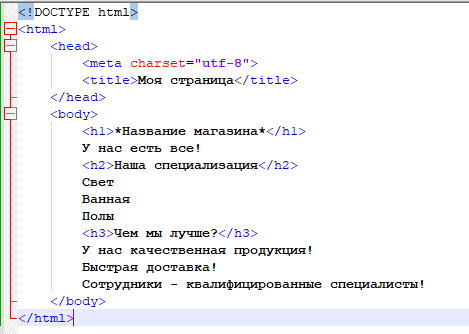 <!DOCTYPE html>
<html>
<head>
<meta charset="utf-8">
<title>Моя страница</title>
</head>
<body>
<h1>*Название магазина*</h1>
У нас есть все!
<h2>Наша специализация</h2>
Свет
Ванная
Полы
<h3>Чем мы лучше?</h3>
У нас качественная продукция!
Быстрая доставка!
Сотрудники - квалифицированные специалисты!
</body>
</html>